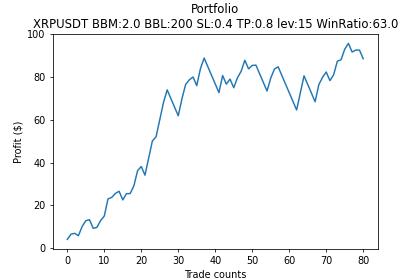 Portfolio
XRPUSDT BBM:2.0 BBL:200 SL:0.4 TP:0.8 lev:15 WinRatio:63.0
100
80
60
40
20
0
Profit ($)
0 10 20 30 40 50 60 70 80
Trade counts